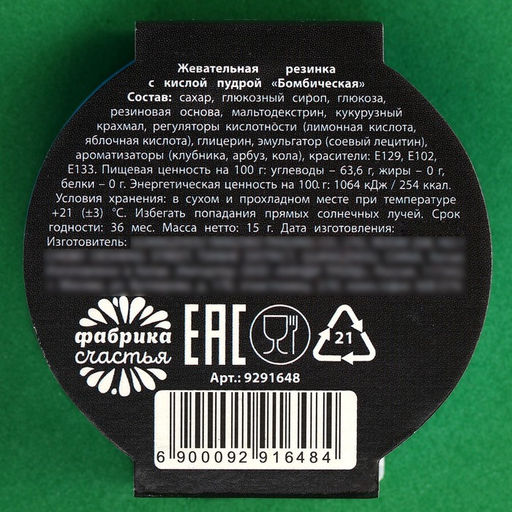 Жевательная резинка
с кислой пудрой «Бомбическая»
Состав: сахар, глюкозный сироп, глюкоза,
резиновая основа, мальтодекстрин, кукурузный
крахмал, регуляторы кислотности (лимонная кислота,
яблочная кислота), глицерин, эмульгатор (соевый лецитин),
ароматизаторы (клубника, арбуз, кола), красители: Е129, Е102,
Е133. Пищевая ценность на 100 г: углеводы – 63,6 г, жиры – 0 г,
белки – 0 г. Энергетическая ценность на 100 г: 1064 кДж / 254 ккал.
Условия хранения: в сухом и прохладном месте при температуре
+21 (±3) °С. Избегать попадания прямых солнечных лучей. Срок
годности: 36 мес. Масса нетто: 15 г. Дата изготовления:
Изготовитель:
фабрика
счастья
EAC
21
Арт.: 9291648
6 900092 916484